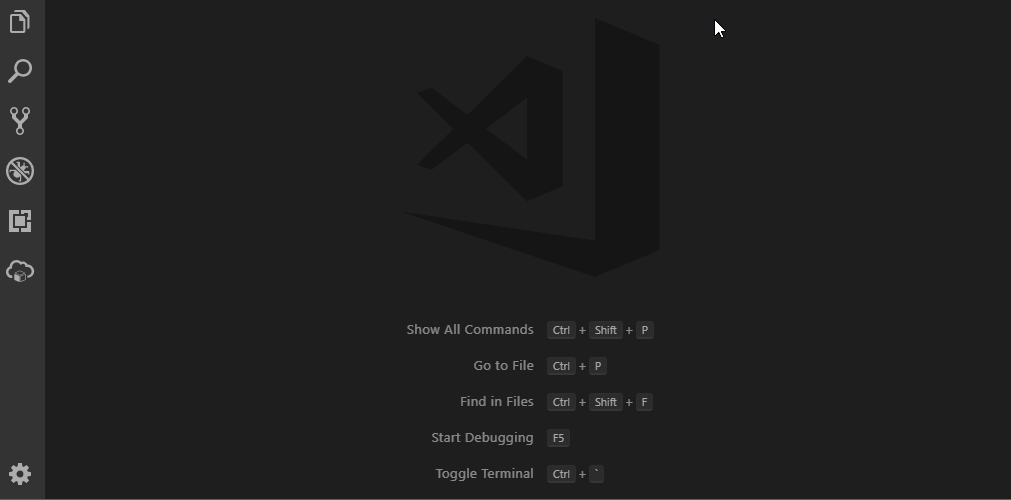 Show All Commands Ctrl + Shift + P
Go to File Ctrl + P
Find in Files Ctrl + Shift + F
Start Debugging F5
Toggle Terminal Ctrl + `